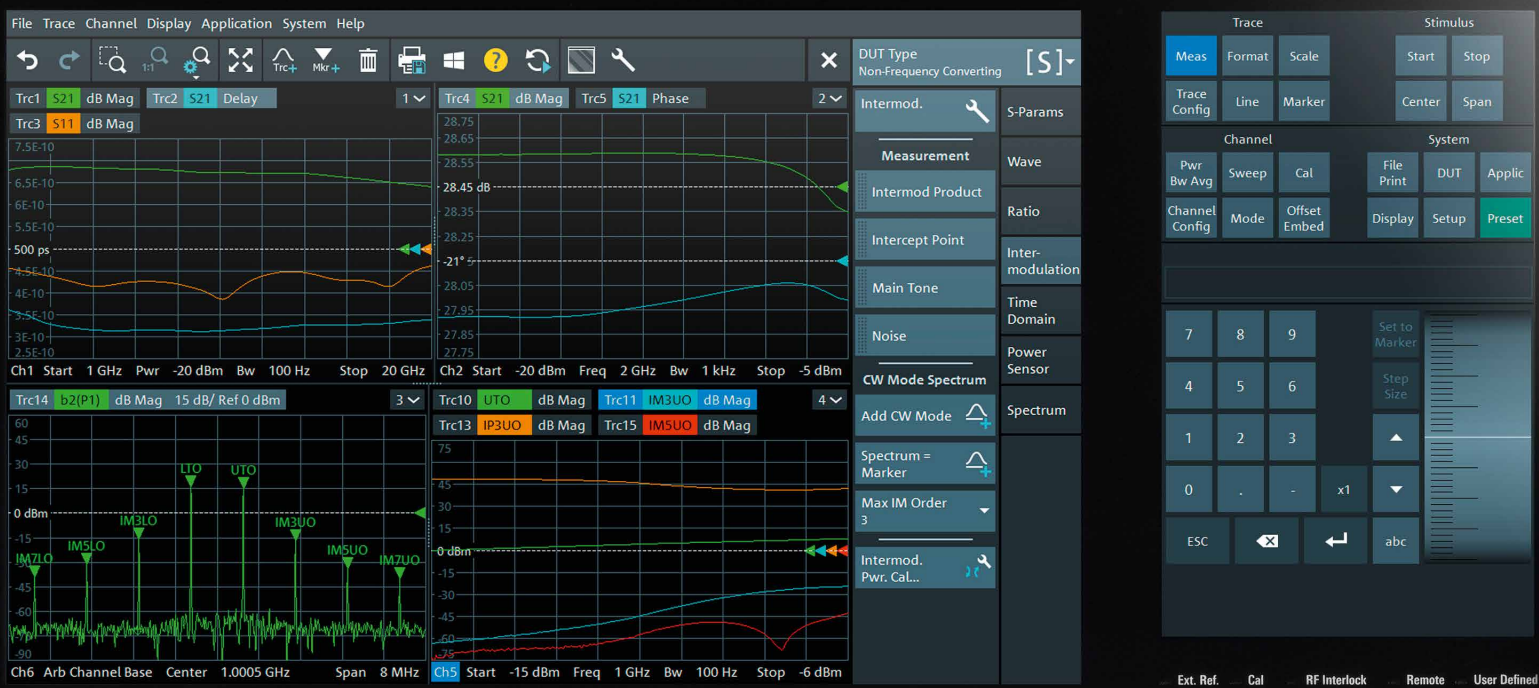 File Trace Channel Display Application System Help
1:1
Trc+
Mkr+
?
DUT Type
Non-Frequency Converting
[S]
Trc1 S21 dB Mag Trc2 S21 Delay 1
Trc3 S11 dB Mag
7.5E-10
6.5E-10
6E-10
5.5E-10
500 ps
4.5E-10
4E-10
3.5E-10
3E-10
2.5E-10
Ch1 Start 1 GHz Pwr -20 dBm Bw 100 Hz Stop 20 GHz
Trc4 S21 dB Mag Trc5 S21 Phase 2
28.75
28.65
28.55
28.45 dB
28.35
28.25
-21°
28.05
27.95
27.85
27.75
Ch2 Start -20 dBm Freq 2 GHz Bw 1 kHz Stop -5 dBm
Trc14 b2(P1) dB Mag 15 dB/ Ref 0 dBm 3
60
45
30
15
0 dBm
-15
-30
-45
-60
-90
LTO
UTO
IM3LO
IM3UO
IM5LO
IM5UO
IM7LO
IM7UO
Ch6 Arb Channel Base Center 1.0005 GHz Span 8 MHz
Trc10 UTO dB Mag Trc11 IM3UO dB Mag 4
Trc13 IP3UO dB Mag Trc15 IM5UO dB Mag
75
45
30
15
0 dBm
-15
-30
-45
-60
-75
Ch5 Start -15 dBm Freq 1 GHz Bw 100 Hz Stop -6 dBm
Intermod.
Measurement
Intermod Product
Intercept Point
Main Tone
Noise
CW Mode Spectrum
Add CW Mode
Spectrum =
Marker
Max IM Order
3
Intermod.
Pwr. Cal...
S-Params
Wave
Ratio
Inter-
modulation
Time
Domain
Power
Sensor
Spectrum
Trace
Meas Format Scale
Trace
Config
Line Marker
Stimulus
Start Stop
Center Span
Channel
Pwr
Bw Avg
Sweep Cal
Channel
Config
Mode
Offset
Embed
System
File
Print
DUT Applic
Display Setup Preset
7 8 9
4 5 6
1 2 3
0 . - x1
ESC
abc
Set to
Marker
Step
Size
Ext. Ref. Cal RF Interlock Remote User Defined